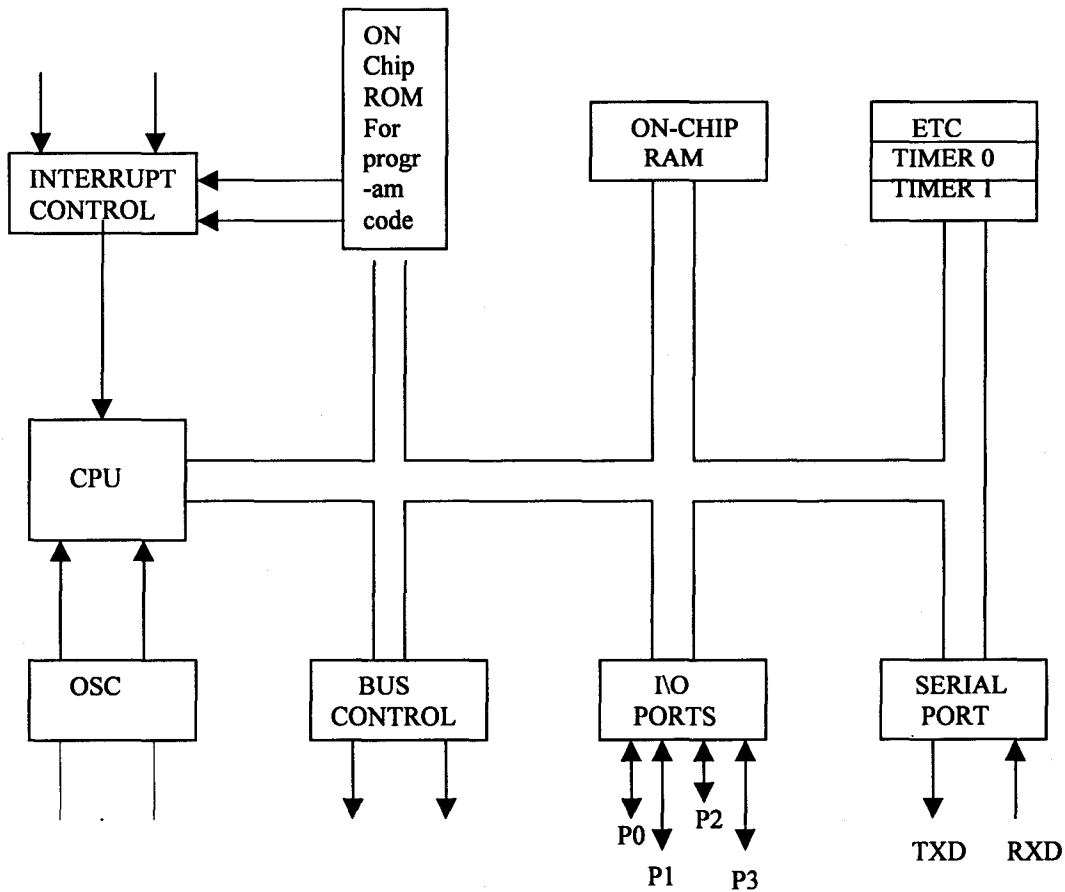 ON
Chip
ROM
For
progr
-am
code
ON-CHIP
RAM
ETC
TIMER 0
TIMER 1
INTERRUPT
CONTROL
CPU
OSC
BUS
CONTROL
I\O
PORTS
SERIAL
PORT
P0
P1
P2
P3
TXD
RXD